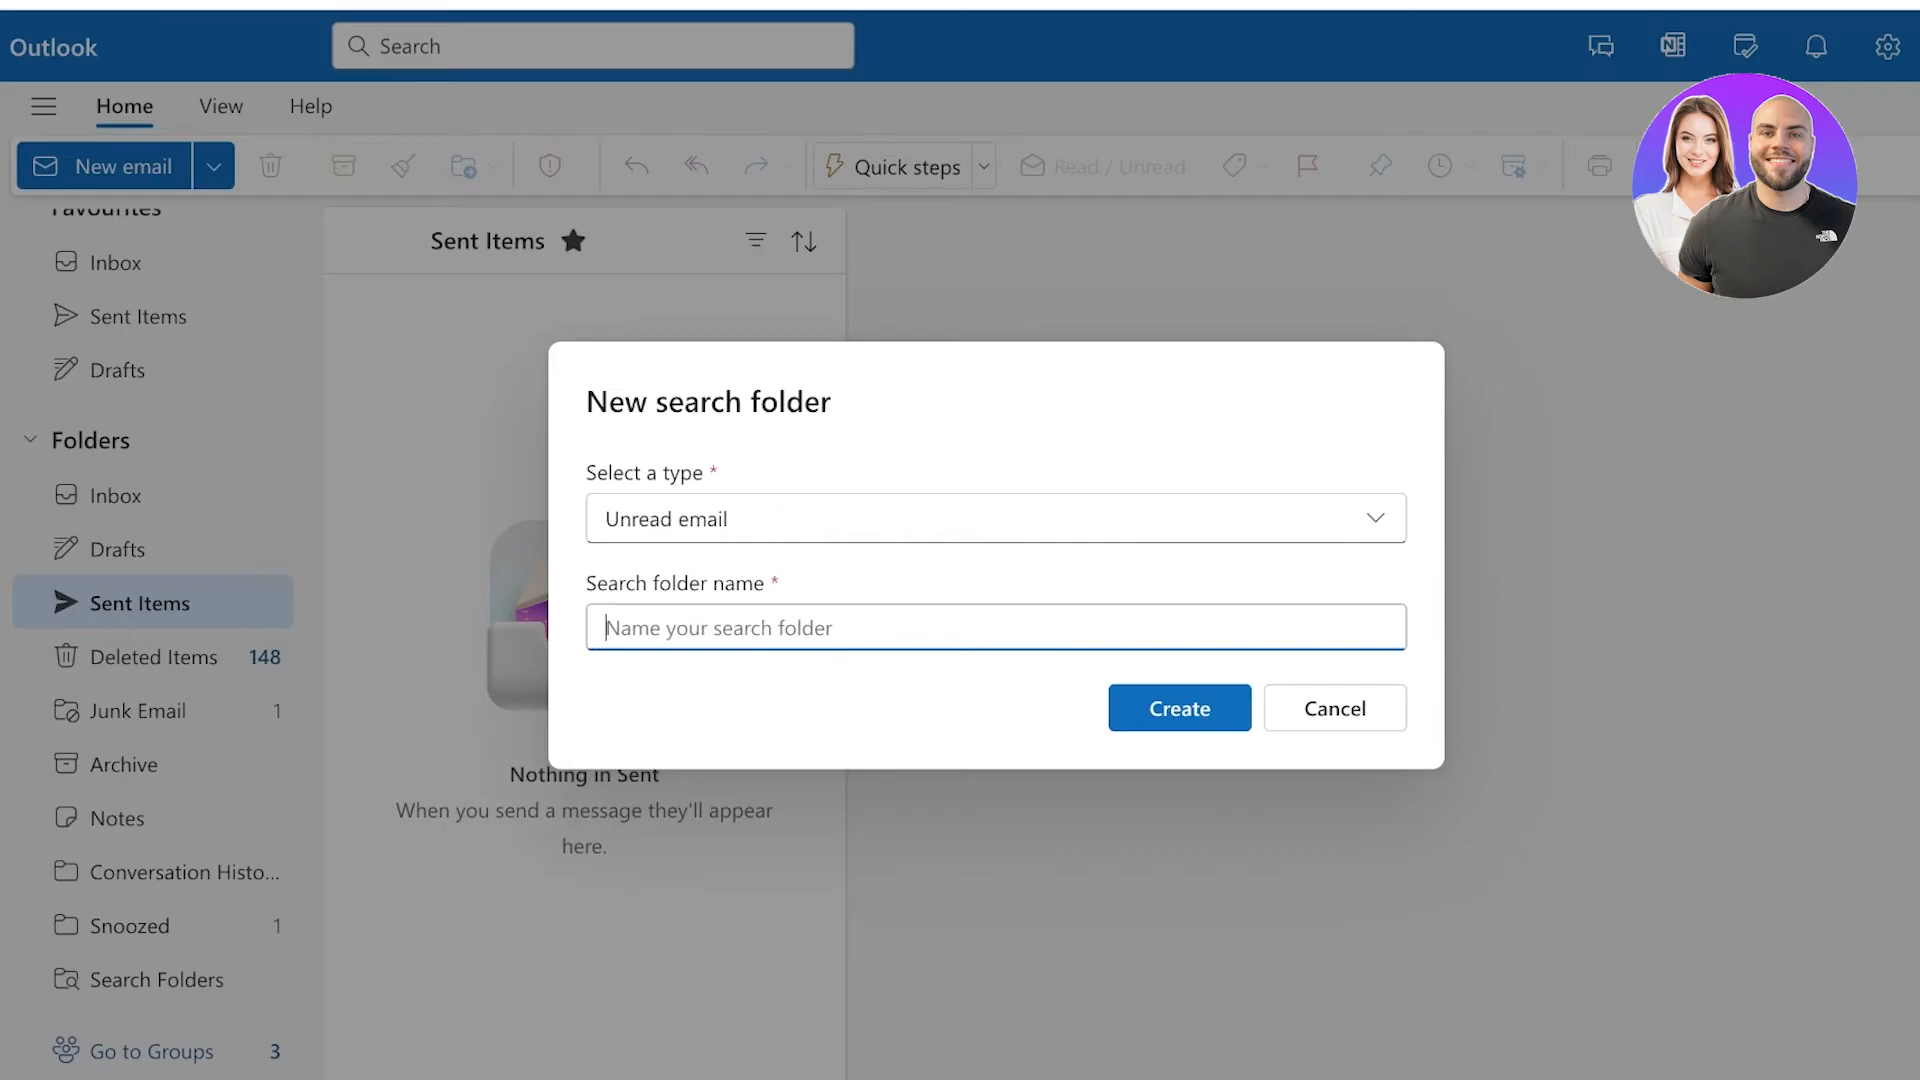 Outlook
Search
Home View Help
New email
Quick steps
Read / Unread
Favourites
Inbox
Sent Items
Drafts
Folders
Inbox
Drafts
Sent Items
Deleted Items 148
Junk Email 1
Archive
Notes
Conversation Histo...
Snoozed 1
Search Folders
Go to Groups 3
Sent Items
New search folder
Select a type *
Unread email
Search folder name *
Name your search folder
Create
Cancel
Nothing in Sent
When you send a message they'll appear
here.